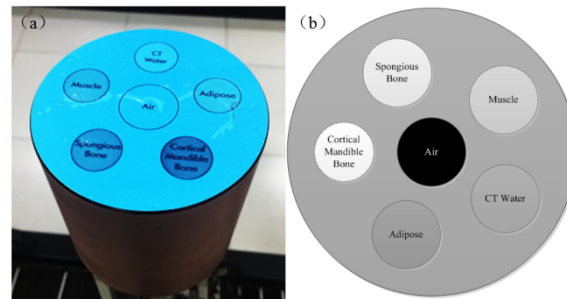 （a）
CT
Water
Muscle
Adipose
Air
Spongious
Bone
Cortical
Mandible
Bone
（b）
Spongious
Bone
Muscle
Cortical
Mandible
Bone
Air
CT Water
Adipose